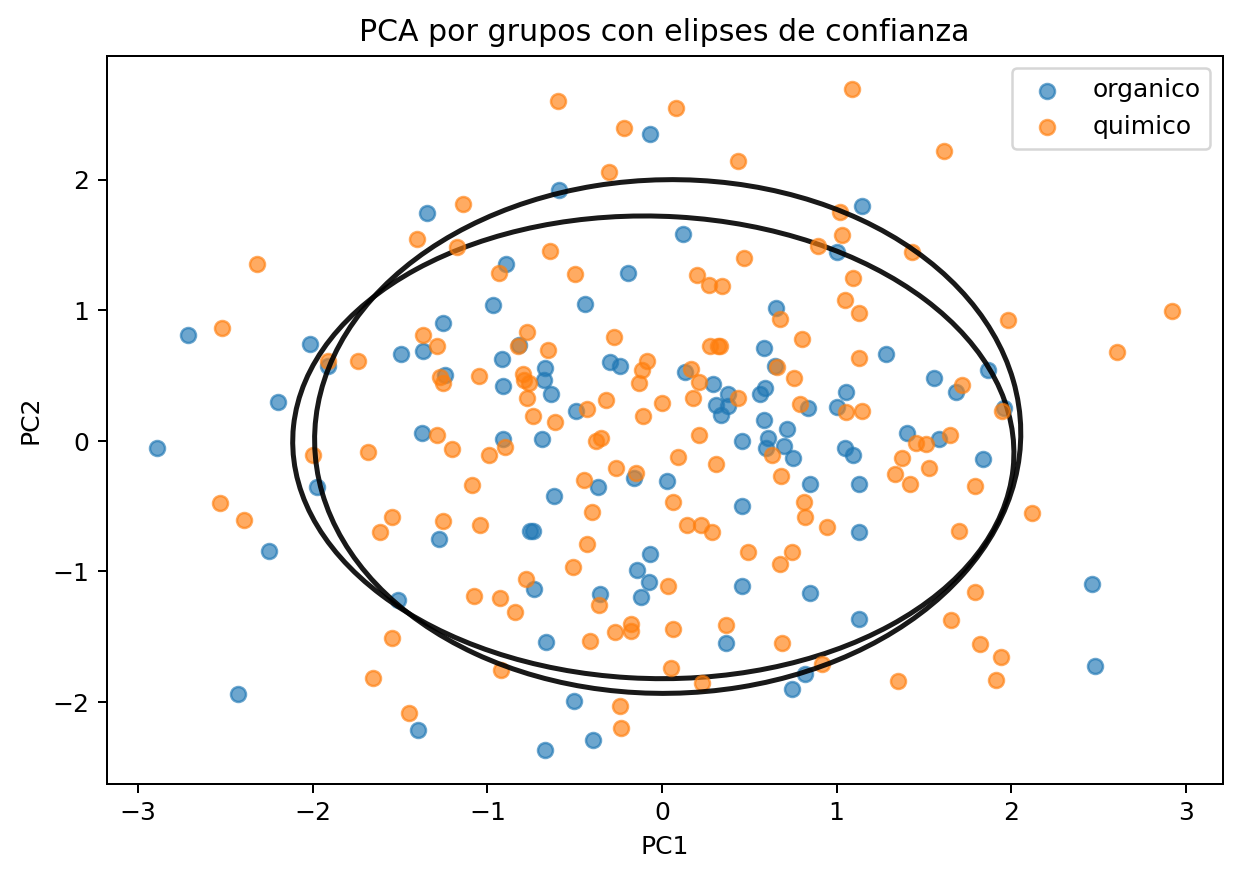 PCA por grupos con elipses de confianza
organico
quimico
2
1
0
−1
−2
PC2
−3
−2
−1
0
1
2
3
PC1